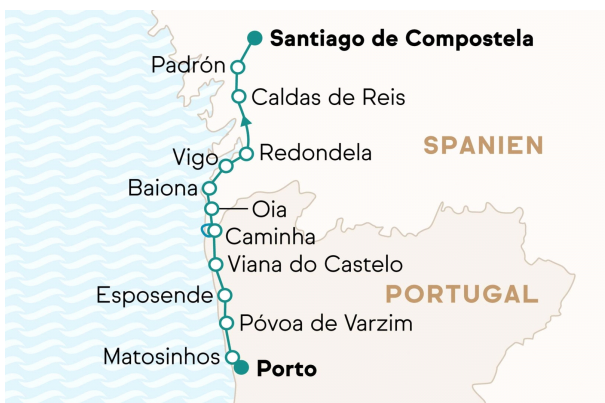 Santiago de Compostela
Padrón
Caldas de Reis
SPANIEN
Redondela
Vigo
Baiona
Oia
Caminha
Viana do Castelo
Esposende
PORTUGAL
Póvoa de Varzim
Matosinhos
Porto